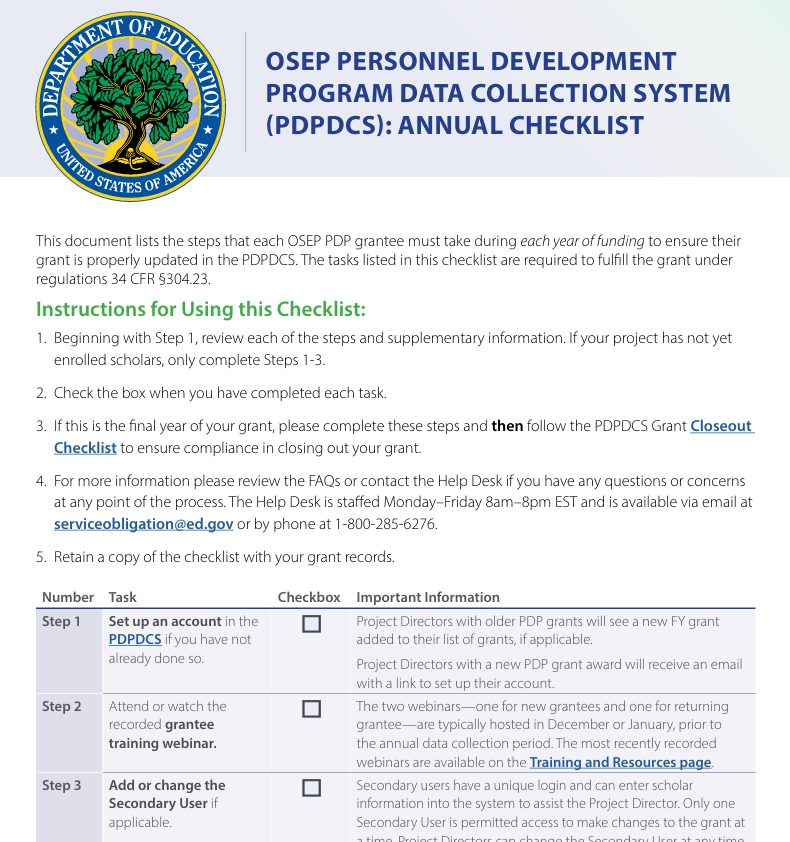 DEPARTMENT OF EDUCATION
UNITED STATES OF AMERICA
OSEP PERSONNEL DEVELOPMENT
PROGRAM DATA COLLECTION SYSTEM
(PDPDCS): ANNUAL CHECKLIST
This document lists the steps that each OSEP PDP grantee must take during each year of funding to ensure their
grant is properly updated in the PDPDCS. The tasks listed in this checklist are required to fulfill the grant under
regulations 34 CFR §304.23.
Instructions for Using this Checklist:
1. Beginning with Step 1, review each of the steps and supplementary information. If your project has not yet
enrolled scholars, only complete Steps 1-3.
2. Check the box when you have completed each task.
3. If this is the final year of your grant, please complete these steps and then follow the PDPDCS Grant Closeout
Checklist to ensure compliance in closing out your grant.
4. For more information please review the FAQs or contact the Help Desk if you have any questions or concerns
at any point of the process. The Help Desk is staffed Monday–Friday 8am–8pm EST and is available via email at
serviceobligation@ed.gov or by phone at 1-800-285-6276.
5. Retain a copy of the checklist with your grant records.
Number Task Checkbox Important Information
Step 1
Set up an account in the
PDPDCS if you have not
already done so.
Project Directors with older PDP grants will see a new FY grant
added to their list of grants, if applicable.
Project Directors with a new PDP grant award will receive an email
with a link to set up their account.
Step 2
Attend or watch the
recorded grantee
training webinar.
The two webinars—one for new grantees and one for returning
grantee—are typically hosted in December or January, prior to
the annual data collection period. The most recently recorded
webinars are available on the Training and Resources page.
Step 3
Add or change the
Secondary User if
applicable.
Secondary users have a unique login and can enter scholar
information into the system to assist the Project Director. Only one
Secondary User is permitted access to make changes to the grant at
a time. Project Directors can change the Secondary User at any time